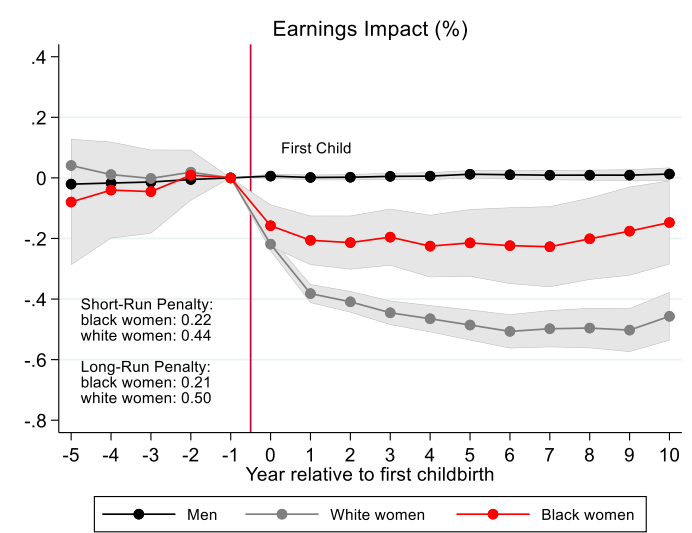 Earnings Impact (%)
.4
.2
0
-.2
-.4
-.6
-.8
First Child
Short-Run Penalty:
black women: 0.22
white women: 0.44
Long-Run Penalty:
black women: 0.21
white women: 0.50
-5 -4 -3 -2 -1 0 1 2 3 4 5 6 7 8 9 10
Year relative to first childbirth
Men White women Black women